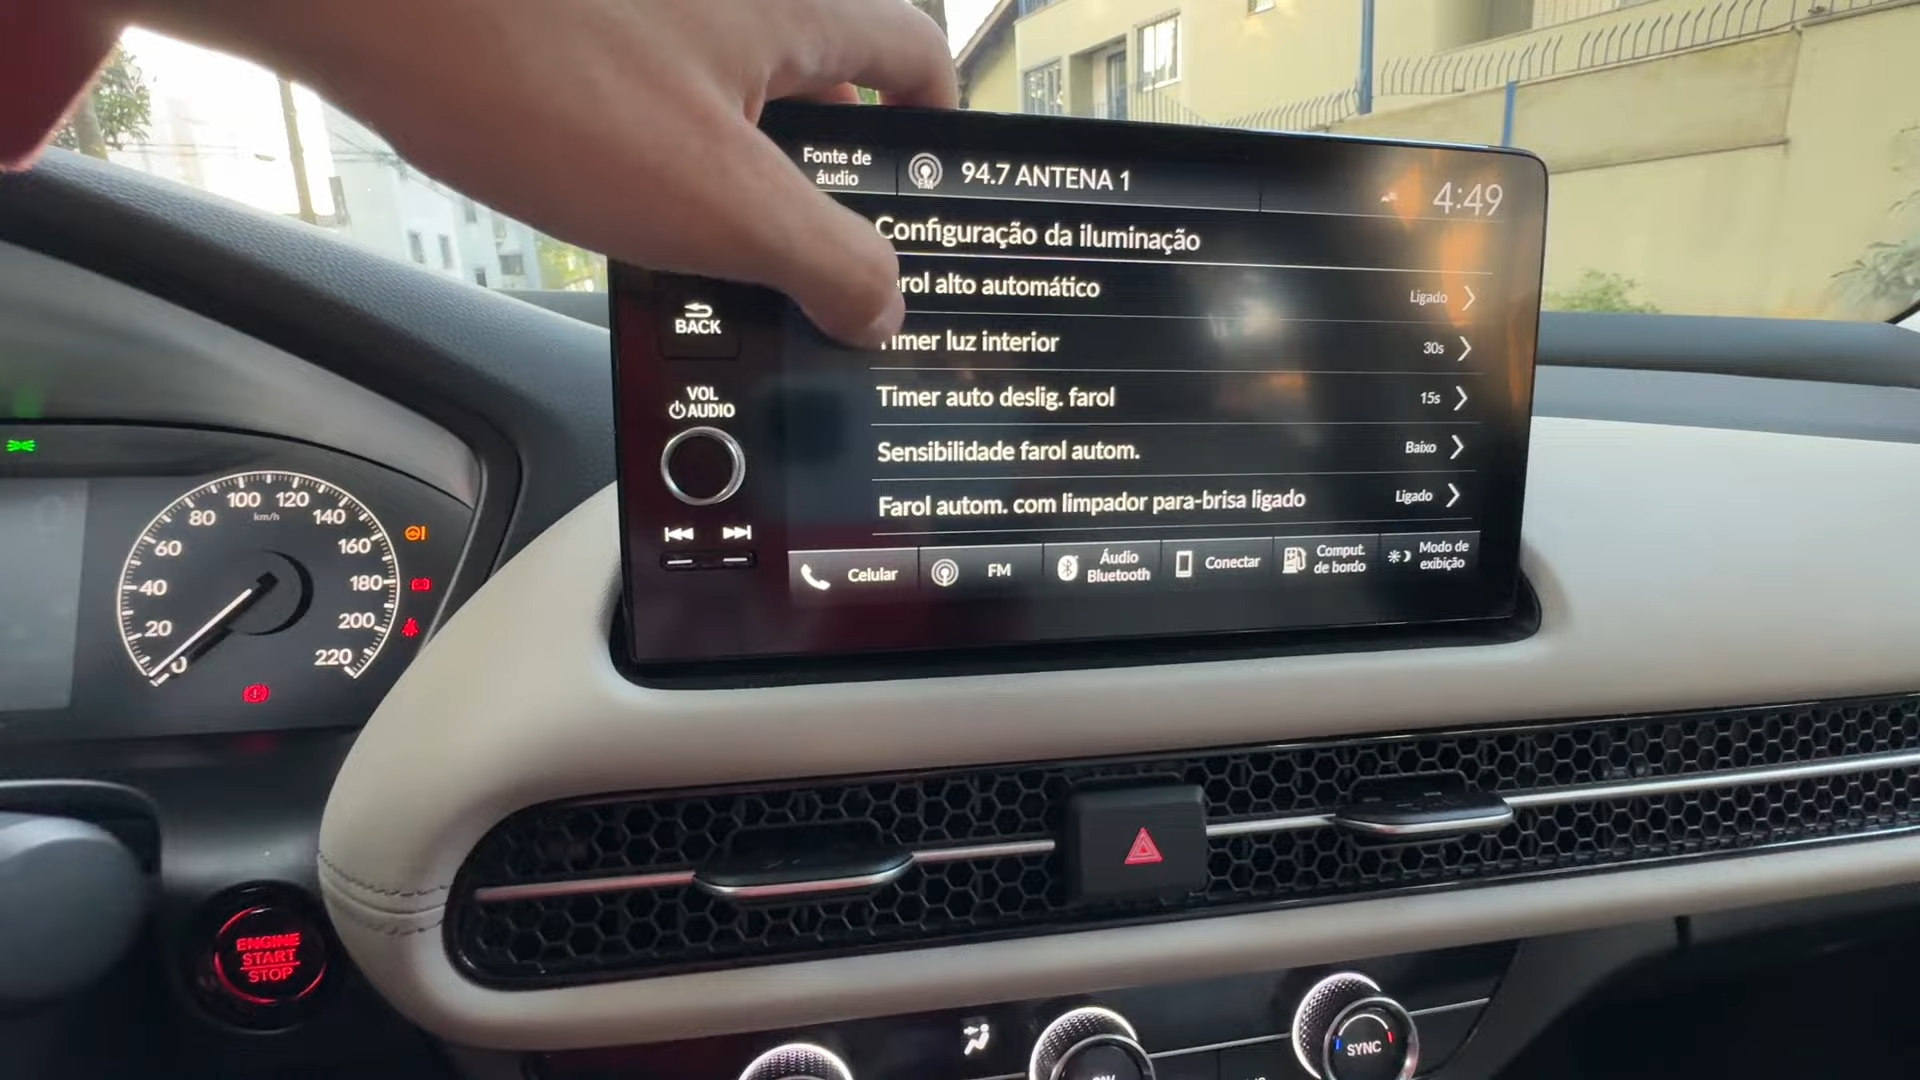 Fonte de
áudio
FM
94.7 ANTENA 1
4:49
Configuração da iluminação
rol alto automático
Ligado
BACK
imer luz interior
30s
VOL
AUDIO
Timer auto deslig. farol
15s
Sensibilidade farol autom.
Baixo
Farol autom. com limpador para-brisa ligado
Ligado
Celular
FM
Áudio
Bluetooth
Conectar
Comput.
de bordo
Modo de
exibição
0
20
40
60
80
100
120
140
160
180
200
220
km/h
ENGINE
START
STOP
SYNC